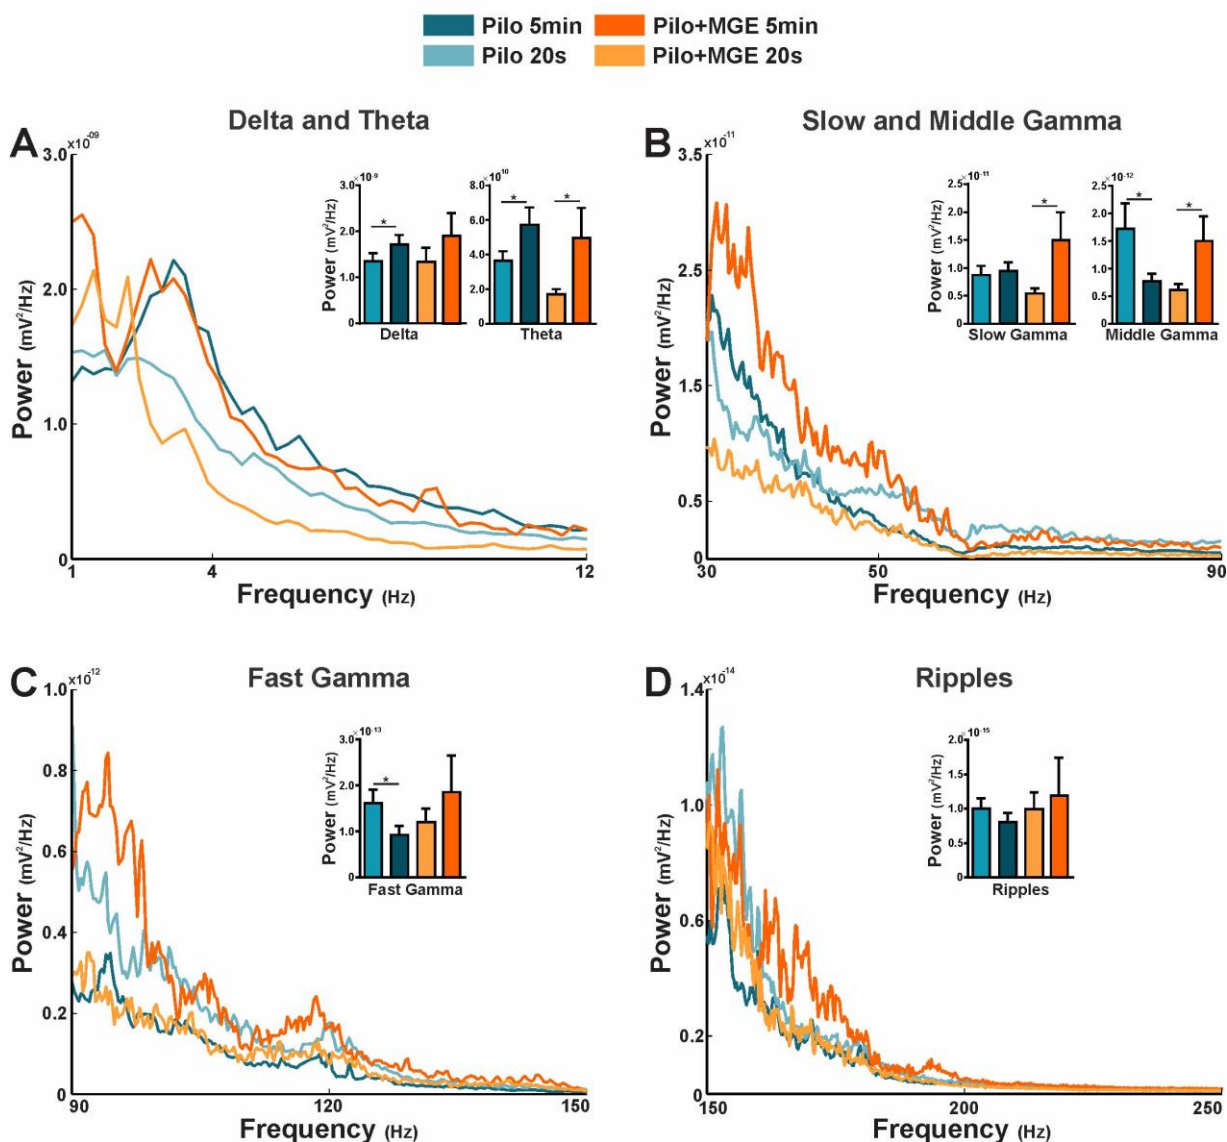 Pilo 5min
Pilo+MGE 5min
Pilo 20s
Pilo+MGE 20s
A
Delta and Theta
×10⁻⁰⁹
3.0
2.0
1.0
0
Power (mV²/Hz)
1
4
12
Frequency (Hz)
×10⁻⁹
3.0
2.0
1.0
0
Power (mV²/Hz)
*
Delta
×10¹⁰
8.0
6.0
4.0
2.0
0
*
*
Theta
B
Slow and Middle Gamma
×10⁻¹¹
3.5
2.5
1.5
0.5
0
Power (mV²/Hz)
30
50
90
Frequency (Hz)
×10⁻¹¹
2.5
2.0
1.5
1.0
0.5
0
Power (mV²/Hz)
*
Slow Gamma
×10⁻¹²
2.5
2.0
1.5
1.0
0.5
0
*
*
Middle Gamma
C
Fast Gamma
×10⁻¹²
1.0
0.8
0.6
0.4
0.2
0
Power (mV²/Hz)
90
120
150
Frequency (Hz)
×10⁻¹³
3.0
2.0
1.0
0
Power (mV²/Hz)
*
Fast Gamma
D
Ripples
×10⁻¹⁴
1.4
1.0
0.6
0.2
0
Power (mV²/Hz)
150
200
250
Frequency (Hz)
×10⁻¹⁵
2.0
1.5
1.0
0.5
0
Power (mV²/Hz)
Ripples